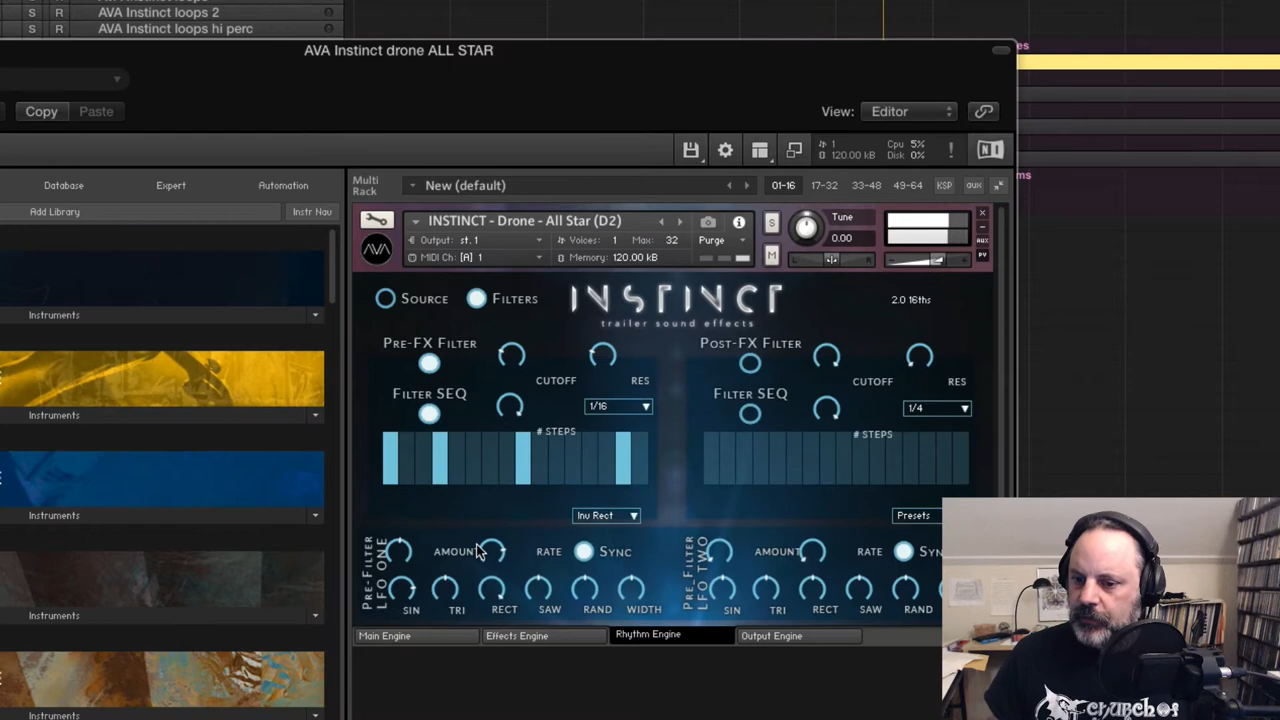 AVA Instinct loops 2
S R
AVA Instinct loops hi perc
S R
AVA Instinct drone ALL STAR
Copy Paste
View: Editor
1
120.00 kB
Cpu 5%
Disk 0%
Database Expert Automation
Add Library Instr Nav
Multi Rack
New (default)
01-16 17-32 33-48 49-64 KSP aux
INSTINCT - Drone - All Star (D2)
Output: st. 1 Voices: 1 Max: 32 Purge
MIDI Ch: [A] 1 Memory: 120.00 kB
S
M
Tune
0.00
L R
aux
PV
AVA
Instruments
Instruments
Instruments
Instruments
Instruments
SOURCE FILTERS
INSTINCT
trailer sound effects
2.0 16ths
PRE-FX FILTER
CUTOFF RES
FILTER SEQ
1/16
# STEPS
Inv Rect
POST-FX FILTER
CUTOFF RES
FILTER SEQ
1/4
# STEPS
Presets
PRE-FILTER
LFO ONE
AMOUNT RATE SYNC
SIN TRI RECT SAW RAND WIDTH
PRE_FILTER
LFO TWO
AMOUNT RATE
SIN TRI RECT SAW RAND
Main Engine Effects Engine Rhythm Engine Output Engine